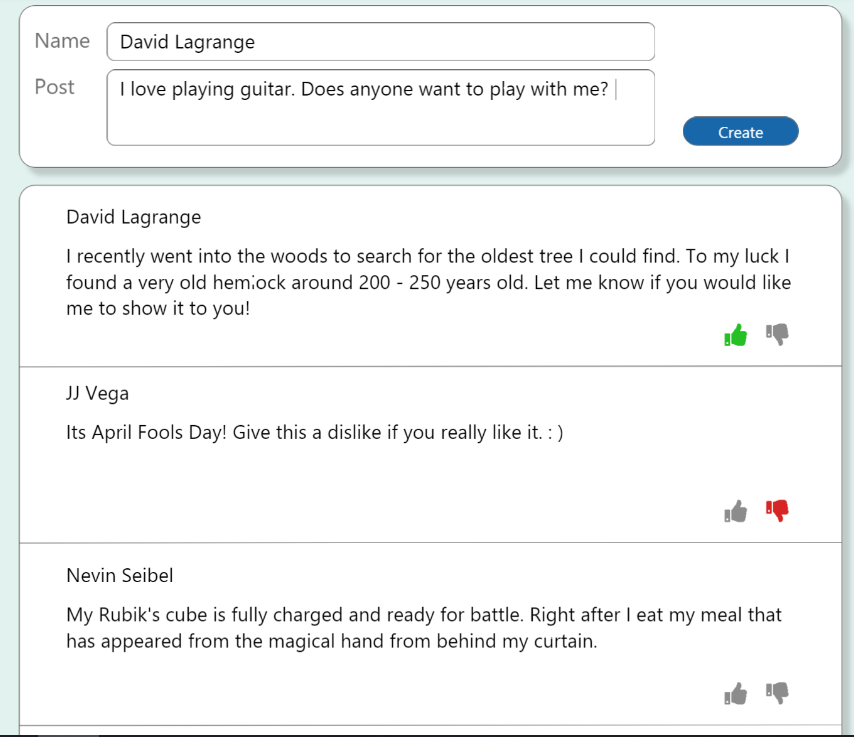 Name David Lagrange
Post I love playing guitar. Does anyone want to play with me?
Create
David Lagrange
I recently went into the woods to search for the oldest tree I could find. To my luck I
found a very old hemlock around 200 - 250 years old. Let me know if you would like
me to show it to you!
JJ Vega
Its April Fools Day! Give this a dislike if you really like it. : )
Nevin Seibel
My Rubik's cube is fully charged and ready for battle. Right after I eat my meal that
has appeared from the magical hand from behind my curtain.